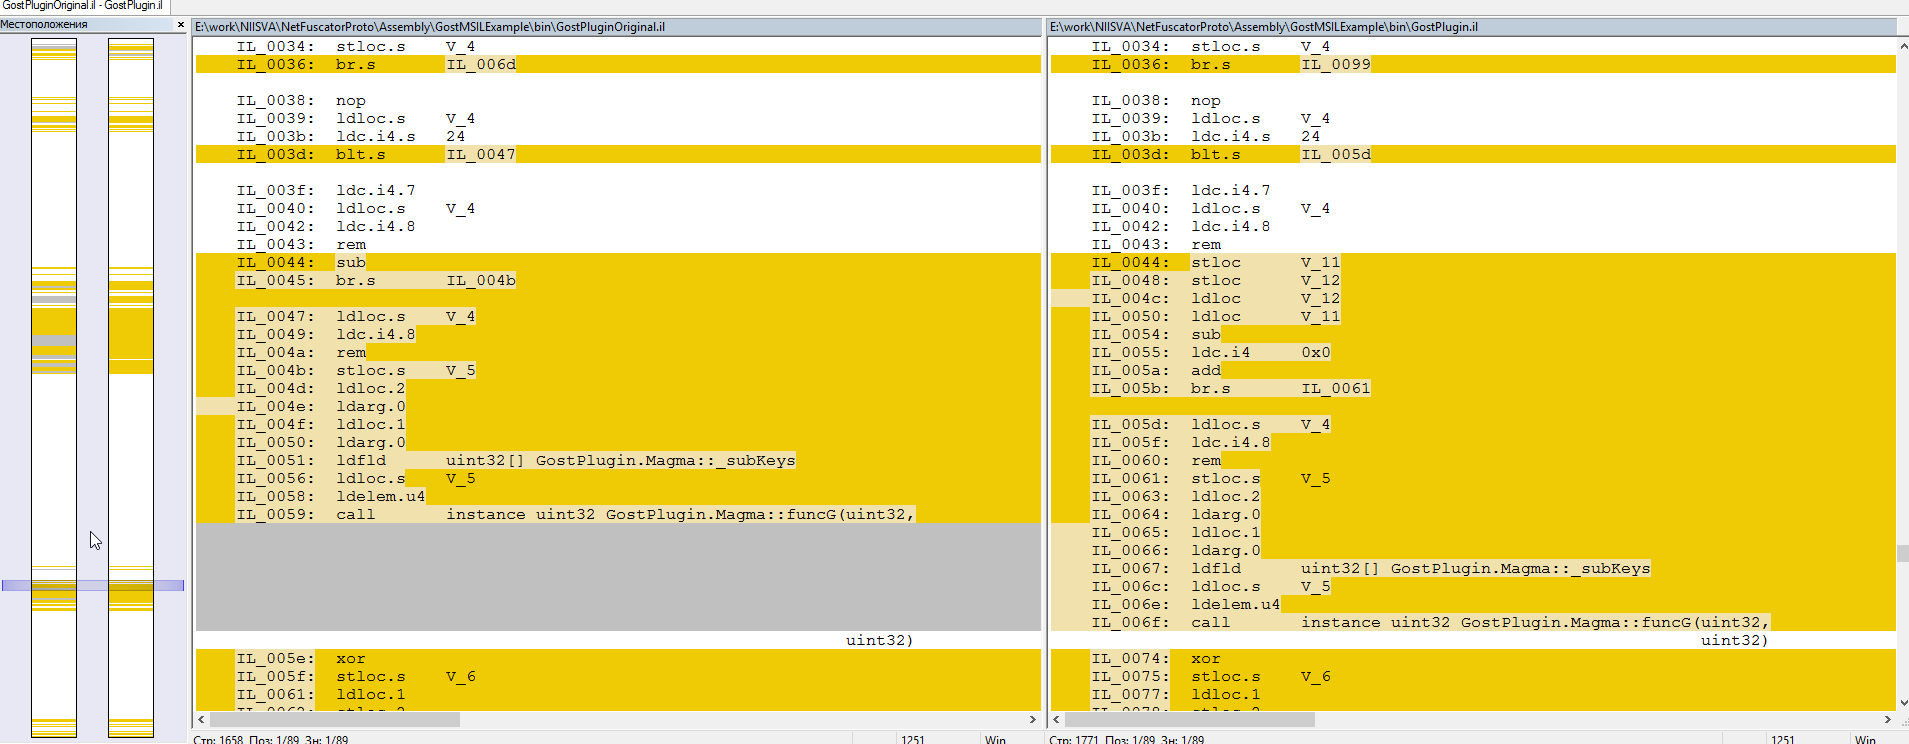 GostPluginOriginal.il - GostPlugin.il
Местоположения ×
E:\work\NIISVA\NetFuscatorProto\Assembly\GostMSILExample\bin\GostPluginOriginal.il
IL_0034: stloc.s V_4
IL_0036: br.s IL_006d
IL_0038: nop
IL_0039: ldloc.s V_4
IL_003b: ldc.i4.s 24
IL_003d: blt.s IL_0047
IL_003f: ldc.i4.7
IL_0040: ldloc.s V_4
IL_0042: ldc.i4.8
IL_0043: rem
IL_0044: sub
IL_0045: br.s IL_004b
IL_0047: ldloc.s V_4
IL_0049: ldc.i4.8
IL_004a: rem
IL_004b: stloc.s V_5
IL_004d: ldloc.2
IL_004e: ldarg.0
IL_004f: ldloc.1
IL_0050: ldarg.0
IL_0051: ldfld uint32[] GostPlugin.Magma::_subKeys
IL_0056: ldloc.s V_5
IL_0058: ldelem.u4
IL_0059: call instance uint32 GostPlugin.Magma::funcG(uint32,
uint32)
IL_005e: xor
IL_005f: stloc.s V_6
IL_0061: ldloc.1
Стр: 1658 Поз: 1/89 Зн: 1/89 1251 Win
E:\work\NIISVA\NetFuscatorProto\Assembly\GostMSILExample\bin\GostPlugin.il
IL_0034: stloc.s V_4
IL_0036: br.s IL_0099
IL_0038: nop
IL_0039: ldloc.s V_4
IL_003b: ldc.i4.s 24
IL_003d: blt.s IL_005d
IL_003f: ldc.i4.7
IL_0040: ldloc.s V_4
IL_0042: ldc.i4.8
IL_0043: rem
IL_0044: stloc V_11
IL_0048: stloc V_12
IL_004c: ldloc V_12
IL_0050: ldloc V_11
IL_0054: sub
IL_0055: ldc.i4 0x0
IL_005a: add
IL_005b: br.s IL_0061
IL_005d: ldloc.s V_4
IL_005f: ldc.i4.8
IL_0060: rem
IL_0061: stloc.s V_5
IL_0063: ldloc.2
IL_0064: ldarg.0
IL_0065: ldloc.1
IL_0066: ldarg.0
IL_0067: ldfld uint32[] GostPlugin.Magma::_subKeys
IL_006c: ldloc.s V_5
IL_006e: ldelem.u4
IL_006f: call instance uint32 GostPlugin.Magma::funcG(uint32,
uint32)
IL_0074: xor
IL_0075: stloc.s V_6
IL_0077: ldloc.1
Стр: 1771 Поз: 1/89 Зн: 1/89 1251 Win